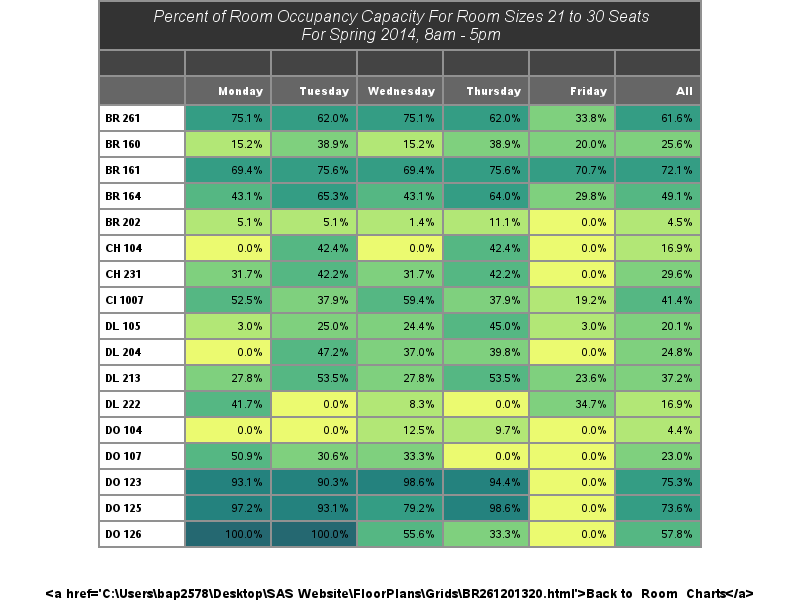 Percent of Room Occupancy Capacity For Room Sizes 21 to 30 Seats
For Spring 2014, 8am - 5pm
Monday Tuesday Wednesday Thursday Friday All
BR 261 75.1% 62.0% 75.1% 62.0% 33.8% 61.6%
BR 160 15.2% 38.9% 15.2% 38.9% 20.0% 25.6%
BR 161 69.4% 75.6% 69.4% 75.6% 70.7% 72.1%
BR 164 43.1% 65.3% 43.1% 64.0% 29.8% 49.1%
BR 202 5.1% 5.1% 1.4% 11.1% 0.0% 4.5%
CH 104 0.0% 42.4% 0.0% 42.4% 0.0% 16.9%
CH 231 31.7% 42.2% 31.7% 42.2% 0.0% 29.6%
CI 1007 52.5% 37.9% 59.4% 37.9% 19.2% 41.4%
DL 105 3.0% 25.0% 24.4% 45.0% 3.0% 20.1%
DL 204 0.0% 47.2% 37.0% 39.8% 0.0% 24.8%
DL 213 27.8% 53.5% 27.8% 53.5% 23.6% 37.2%
DL 222 41.7% 0.0% 8.3% 0.0% 34.7% 16.9%
DO 104 0.0% 0.0% 12.5% 9.7% 0.0% 4.4%
DO 107 50.9% 30.6% 33.3% 0.0% 0.0% 23.0%
DO 123 93.1% 90.3% 98.6% 94.4% 0.0% 75.3%
DO 125 97.2% 93.1% 79.2% 98.6% 0.0% 73.6%
DO 126 100.0% 100.0% 55.6% 33.3% 0.0% 57.8%
<a href='C:\Users\bap2578\Desktop\SAS Website\FloorPlans\Grids\BR261201320.html'>Back to Room Charts</a>